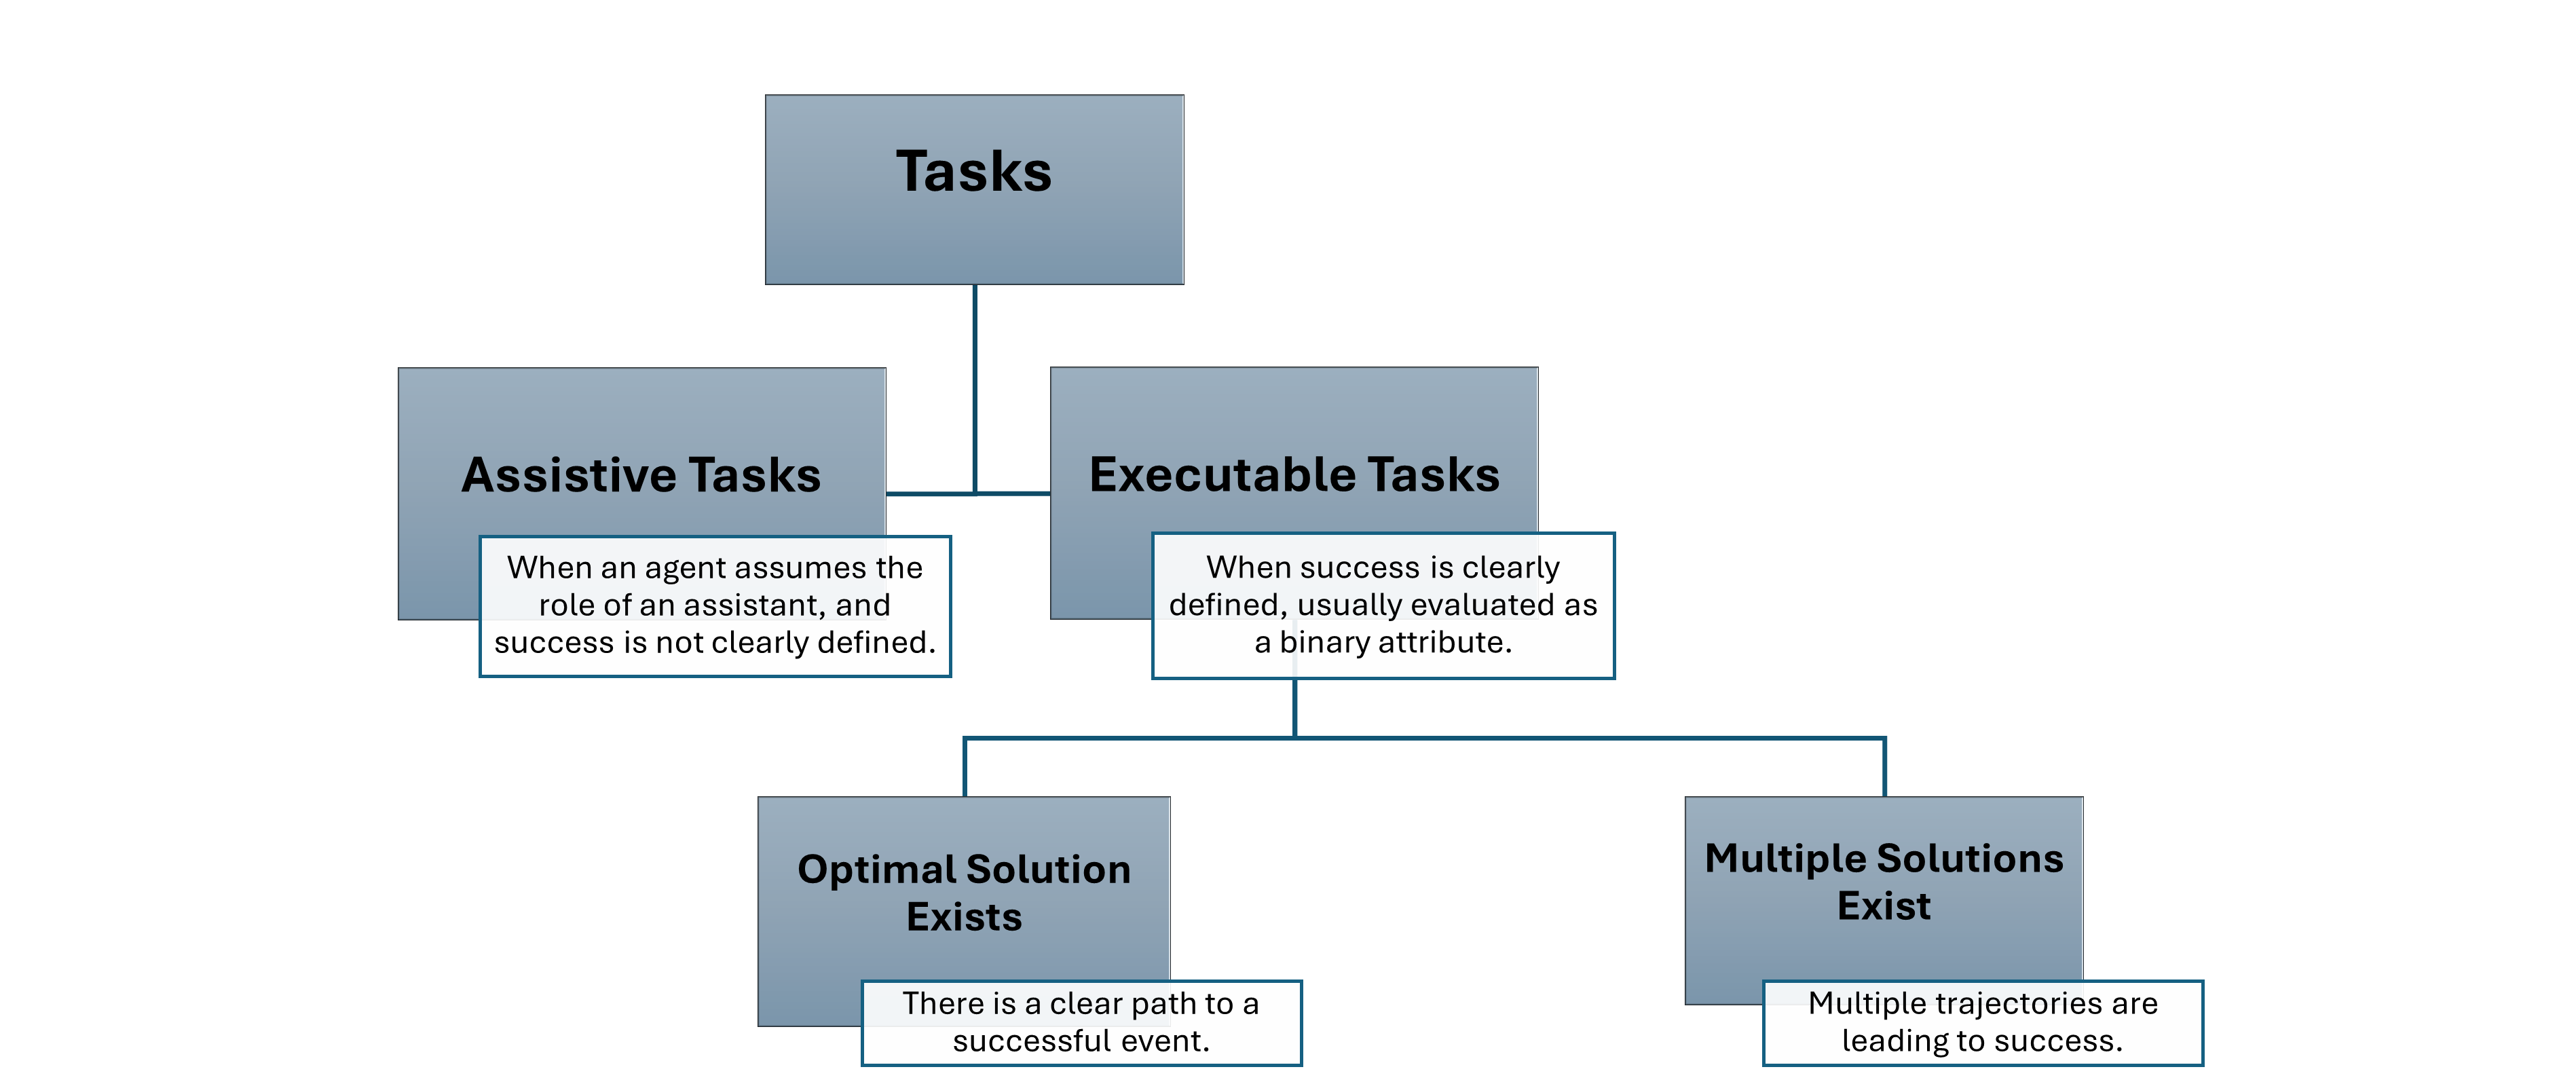 Tasks
Assistive Tasks
When an agent assumes the
role of an assistant, and
success is not clearly defined.
Executable Tasks
When success is clearly
defined, usually evaluated as
a binary attribute.
Optimal Solution
Exists
There is a clear path to a
successful event.
Multiple Solutions
Exist
Multiple trajectories are
leading to success.